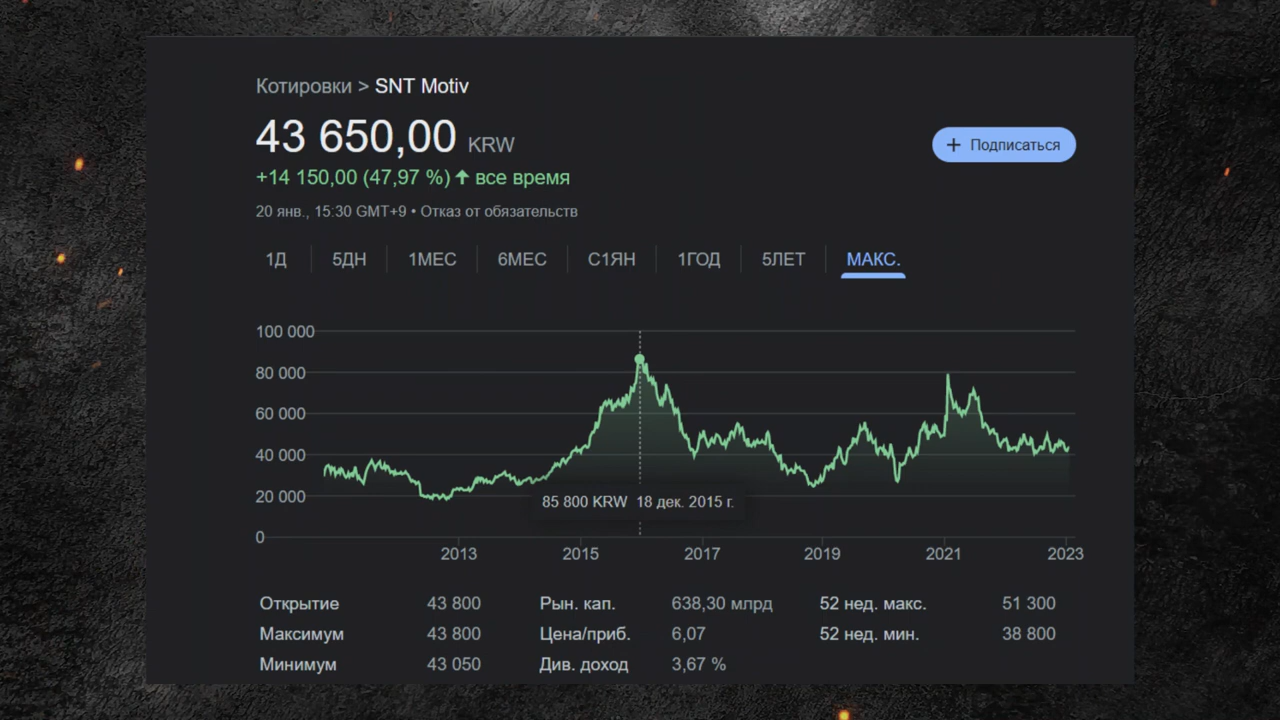 Котировки > SNT Motiv
43 650,00 KRW
+ Подписаться
+14 150,00 (47,97 %) ↑ все время
20 янв., 15:30 GMT+9 • Отказ от обязательств
1Д 5ДН 1МЕС 6МЕС С1ЯН 1ГОД 5ЛЕТ МАКС.
100 000
80 000
60 000
40 000
20 000
85 800 KRW 18 дек. 2015 г.
0
2013 2015 2017 2019 2021 2023
Открытие 43 800 Рын. кап. 638,30 млрд 52 нед. макс. 51 300
Максимум 43 800 Цена/приб. 6,07 52 нед. мин. 38 800
Минимум 43 050 Див. доход 3,67 %